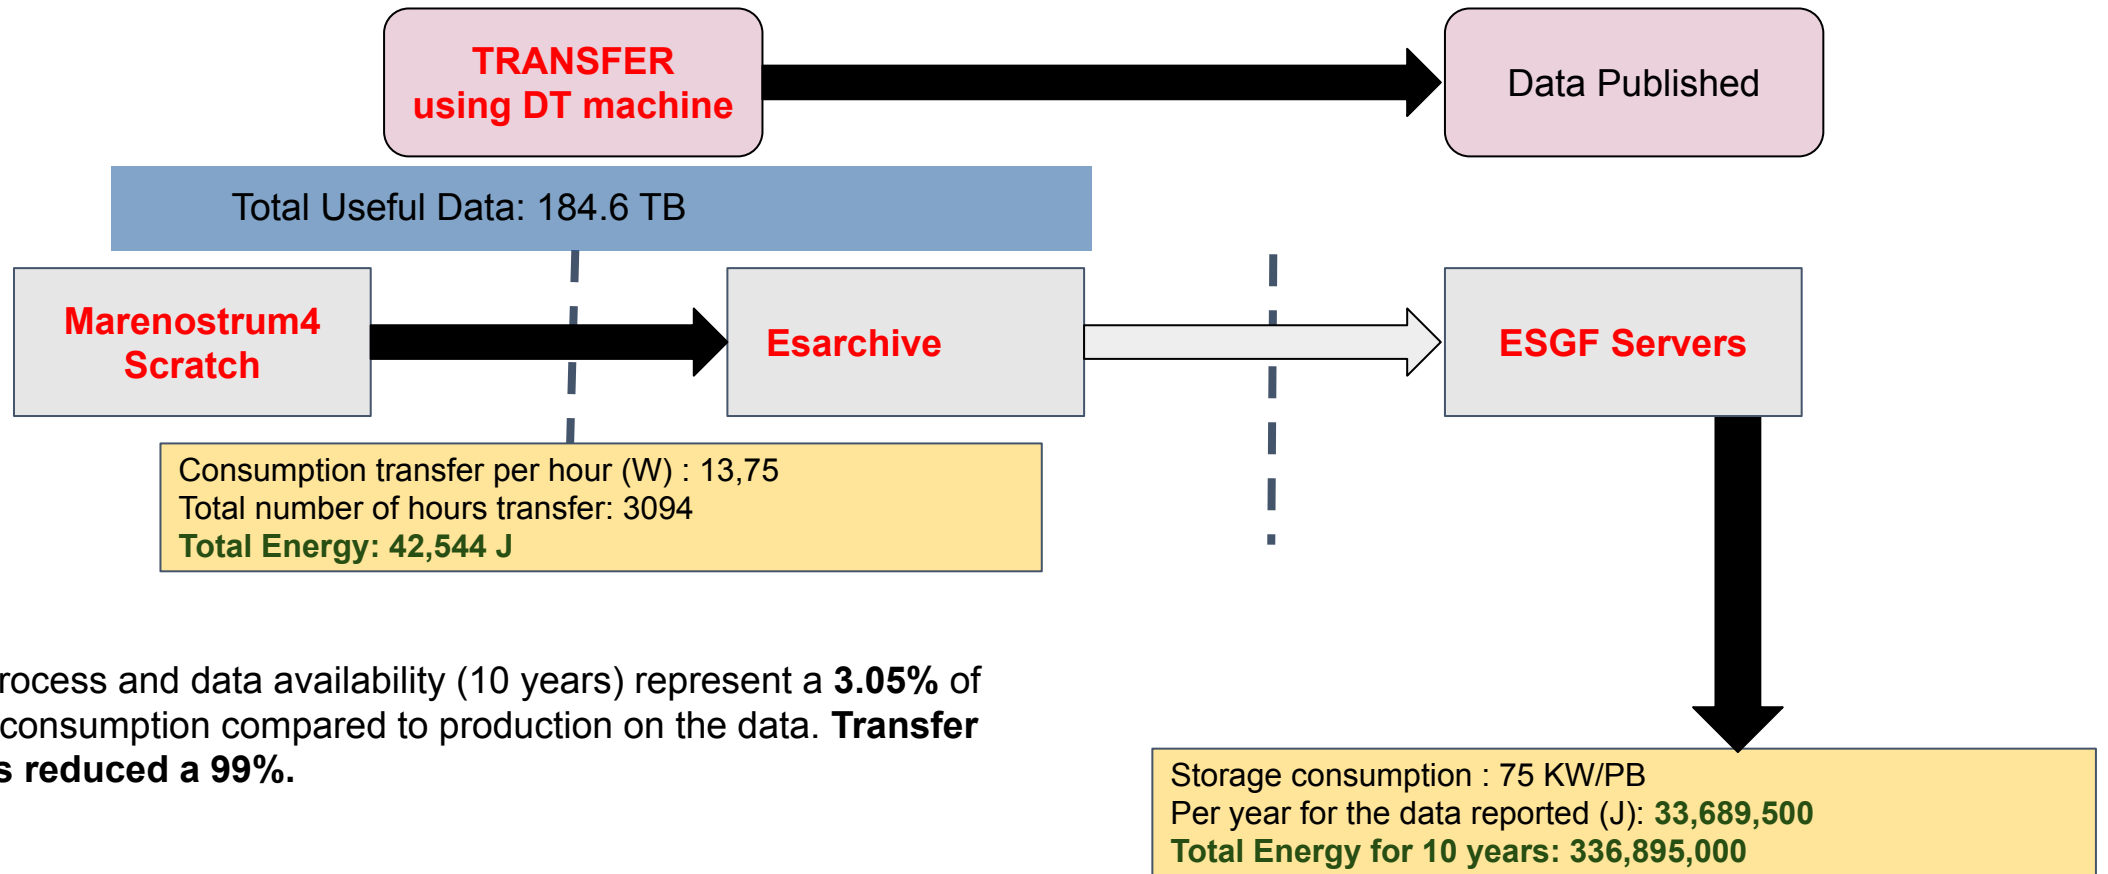 TRANSFER
using DT machine
Data Published
Total Useful Data: 184.6 TB
Marenostrum4
Scratch
Esarchive
ESGF Servers
Consumption transfer per hour (W) : 13,75
Total number of hours transfer: 3094
Total Energy: 42,544 J
rocess and data availability (10 years) represent a 3.05% of
consumption compared to production on the data. Transfer
s reduced a 99%.
Storage consumption : 75 KW/PB
Per year for the data reported (J): 33,689,500
Total Energy for 10 years: 336,895,000